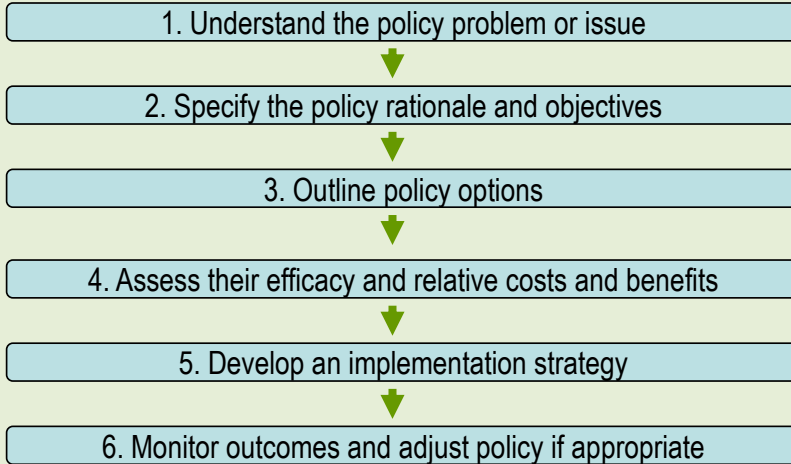 1. Understand the policy problem or issue
2. Specify the policy rationale and objectives
3. Outline policy options
4. Assess their efficacy and relative costs and benefits
5. Develop an implementation strategy
6. Monitor outcomes and adjust policy if appropriate